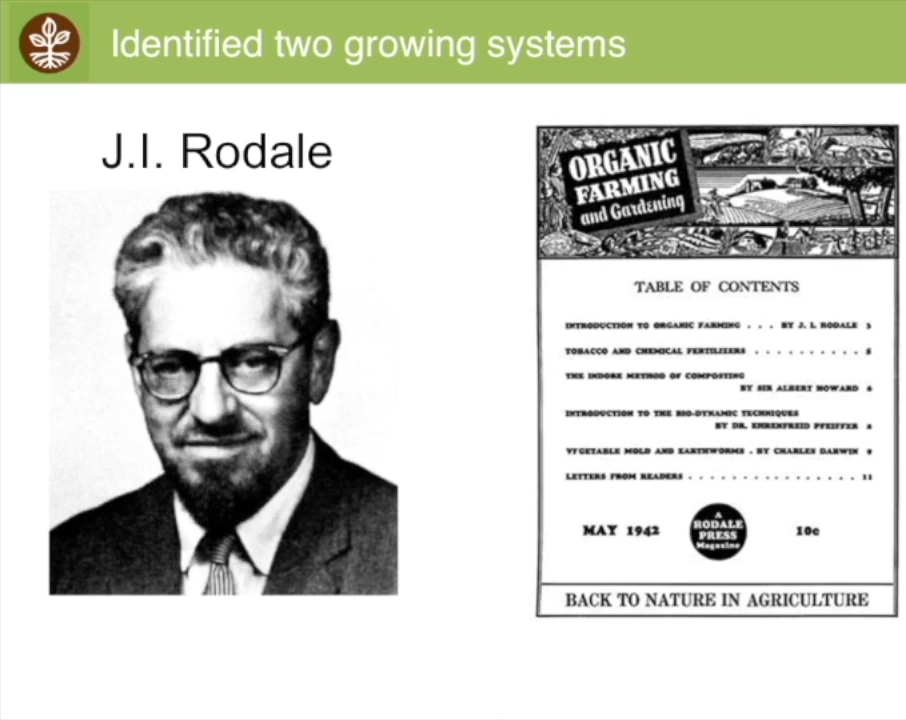 Identified two growing systems
J.I. Rodale
ORGANIC
FARMING
and Gardening
TABLE OF CONTENTS
INTRODUCTION TO ORGANIC FARMING . . . BY J. I. RODALE 3
TOBACCO AND CHEMICAL FERTILIZERS . . . . . . . . . . 5
THE INDORE METHOD OF COMPOSTING
BY SIR ALBERT HOWARD 6
INTRODUCTION TO THE BIO-DYNAMIC TECHNIQUES
BY DR. EHRENFREID PFEIFFER 8
VEGETABLE MOLD AND EARTHWORMS . BY CHARLES DARWIN 9
LETTERS FROM READERS . . . . . . . . . . . . . . . . 11
MAY 1942
A
RODALE
PRESS
Magazine
10c
BACK TO NATURE IN AGRICULTURE